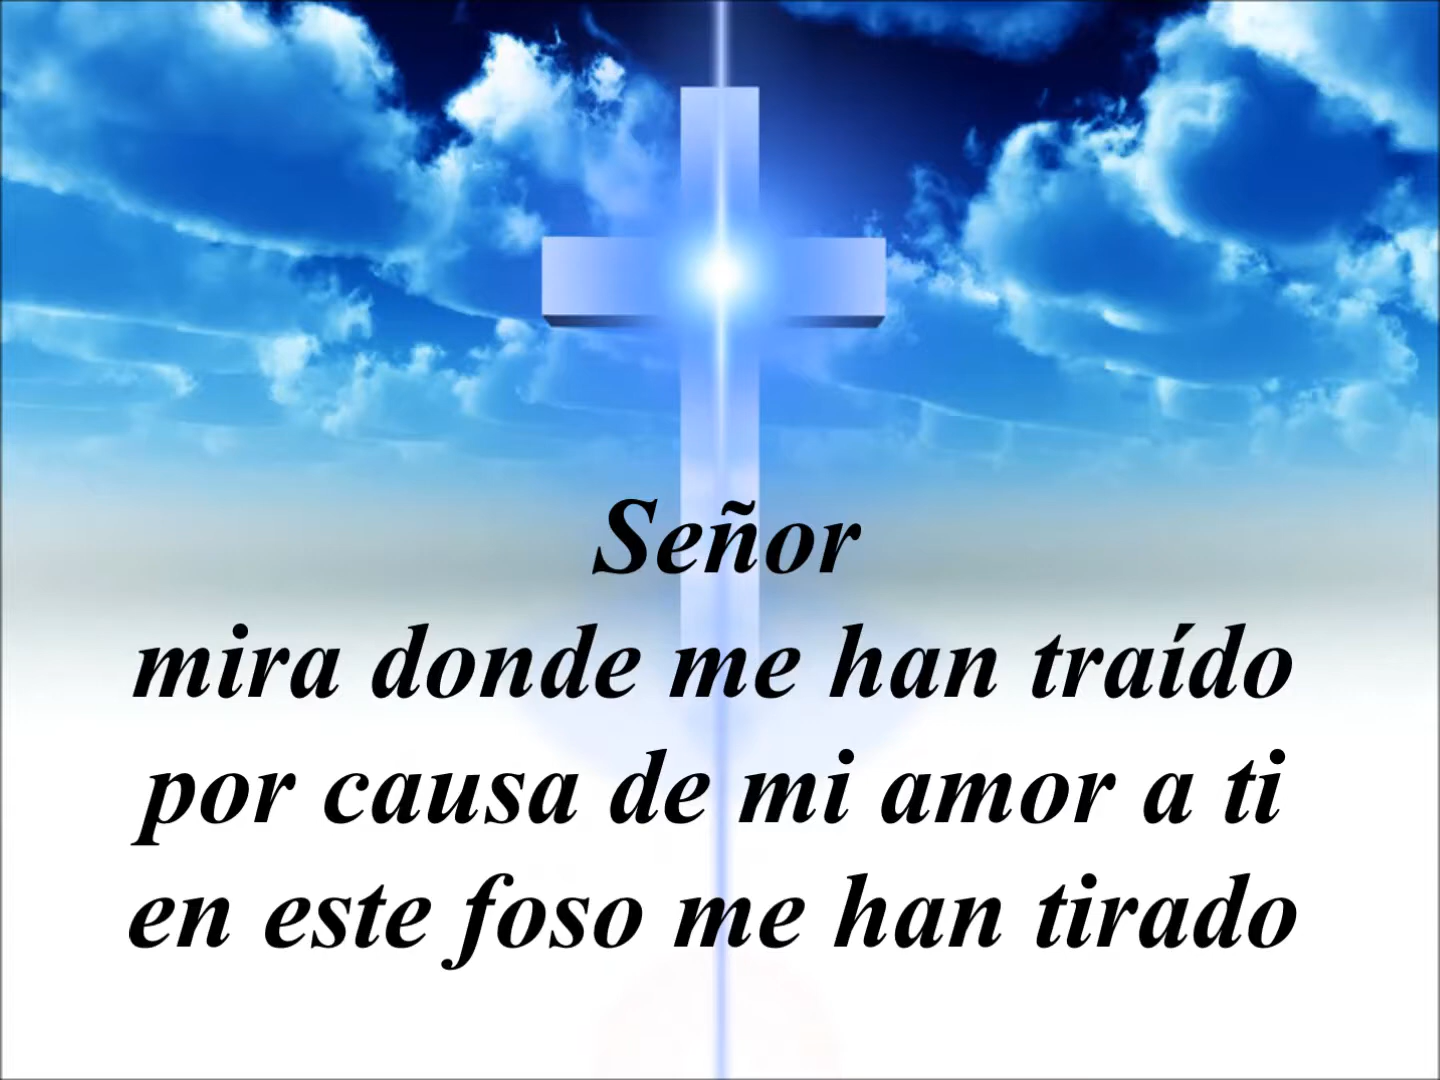 Señor
mira donde me han traído
por causa de mi amor a ti
en este foso me han tirado